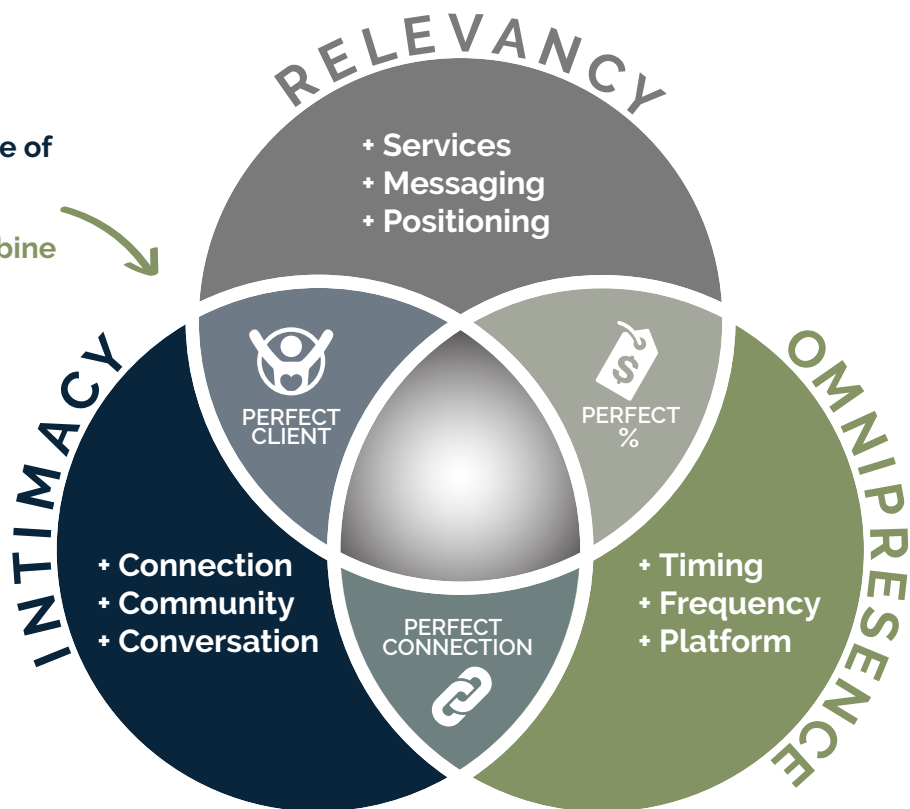 RELEVANCY
+ Services
+ Messaging
+ Positioning
e of
bine
PERFECT
CLIENT
PERFECT
%
$
INTIMACY
OMNIPRESENCE
+ Connection
+ Community
+ Conversation
+ Timing
+ Frequency
+ Platform
PERFECT
CONNECTION